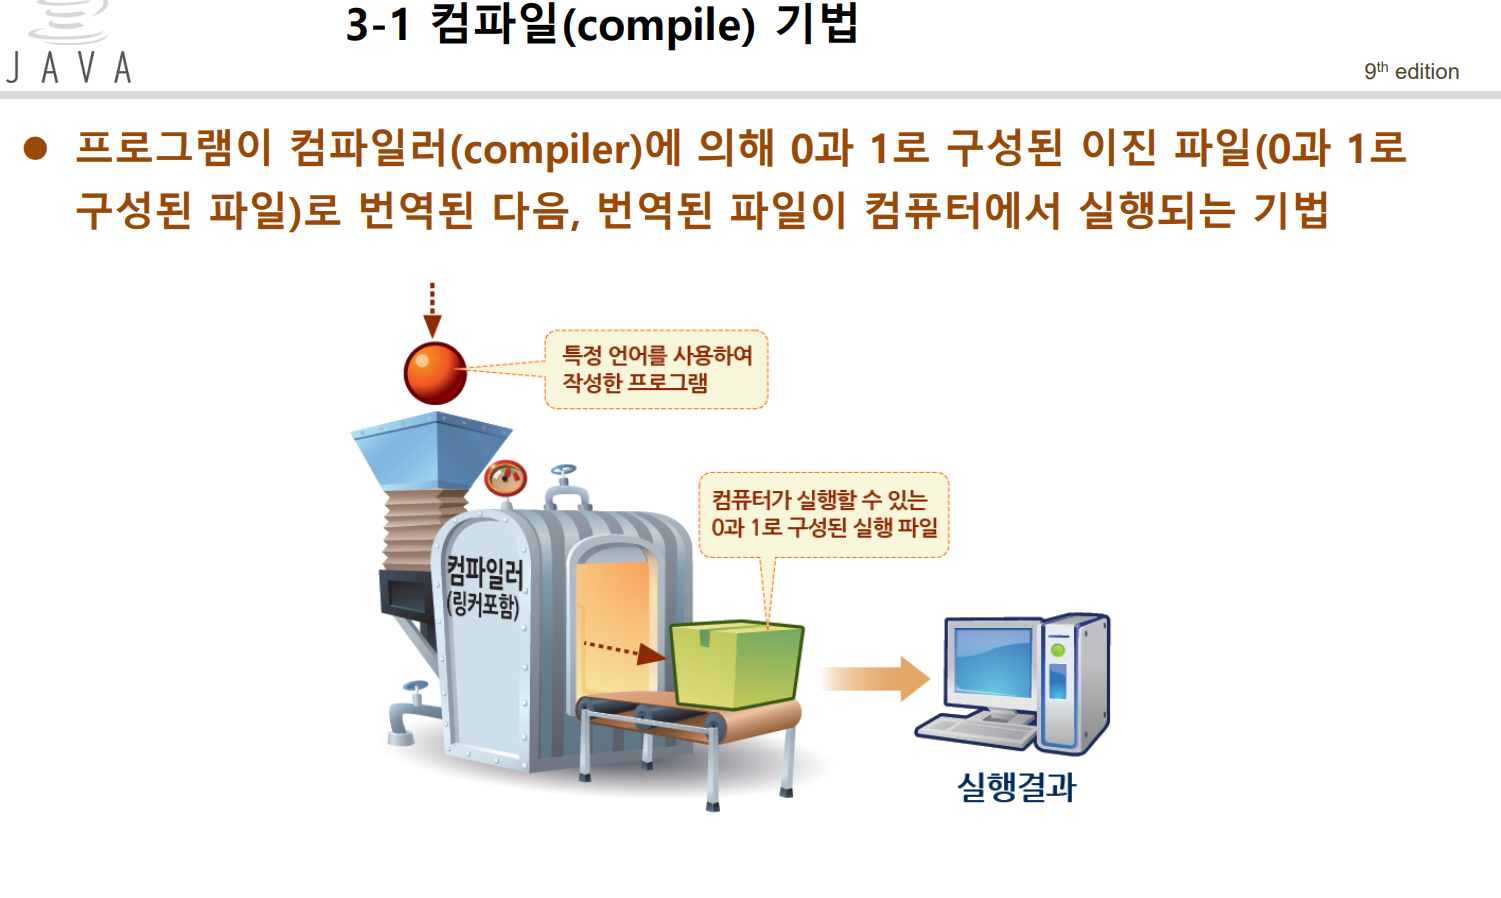 3-1 컴파일(compile) 기법
JAVA
9th edition
● 프로그램이 컴파일러(compiler)에 의해 0과 1로 구성된 이진 파일(0과 1로
구성된 파일)로 번역된 다음, 번역된 파일이 컴퓨터에서 실행되는 기법
특정 언어를 사용하여
작성한 프로그램
컴퓨터가 실행할 수 있는
0과 1로 구성된 실행 파일
컴파일러
(링커포함)
실행결과